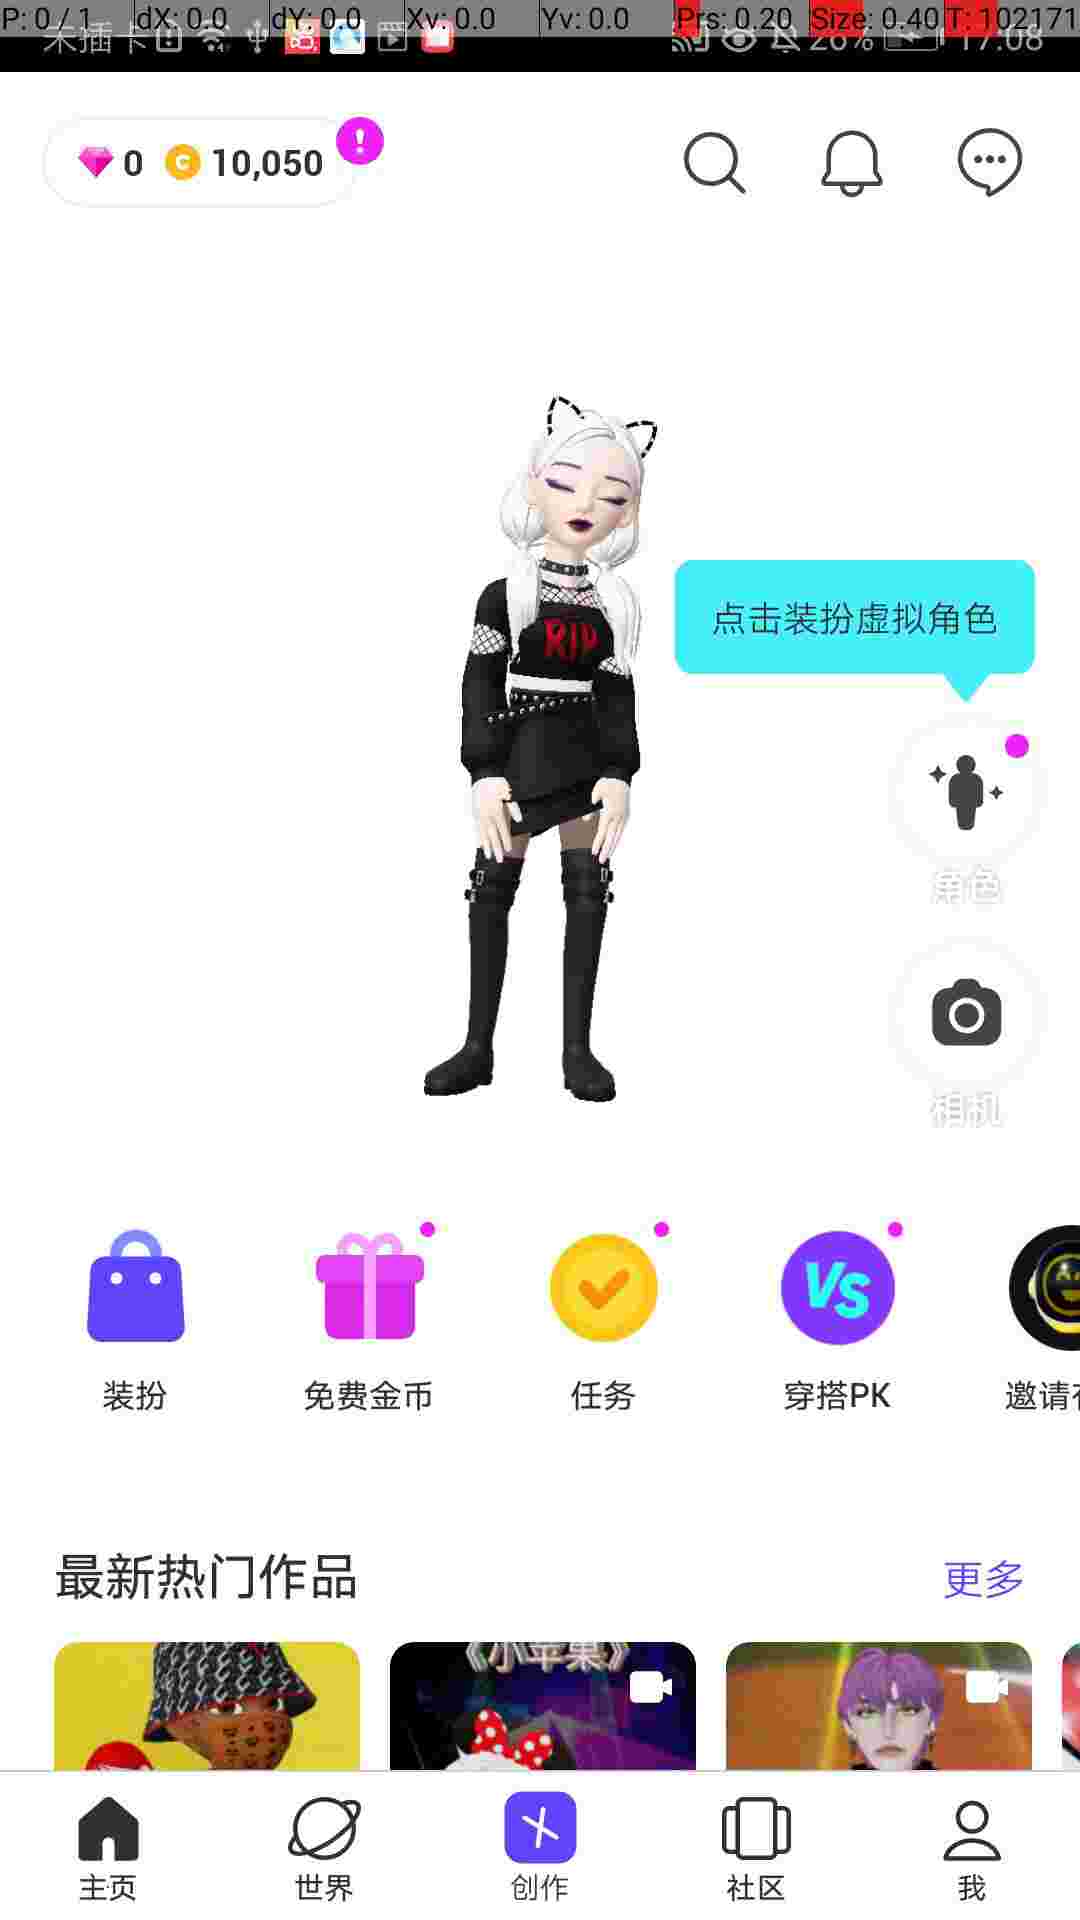 P: 0 / 1 dX: 0.0 dY: 0.0 Xv: 0.0 Yv: 0.0 Prs: 0.20 Size: 0.40 T: 102171
未插卡 26% 17:08
0 10,050
RIP
点击装扮虚拟角色
角色
相机
VS
装扮 免费金币 任务 穿搭PK 邀请
最新热门作品 更多
《小苹果》
主页 世界 创作 社区 我